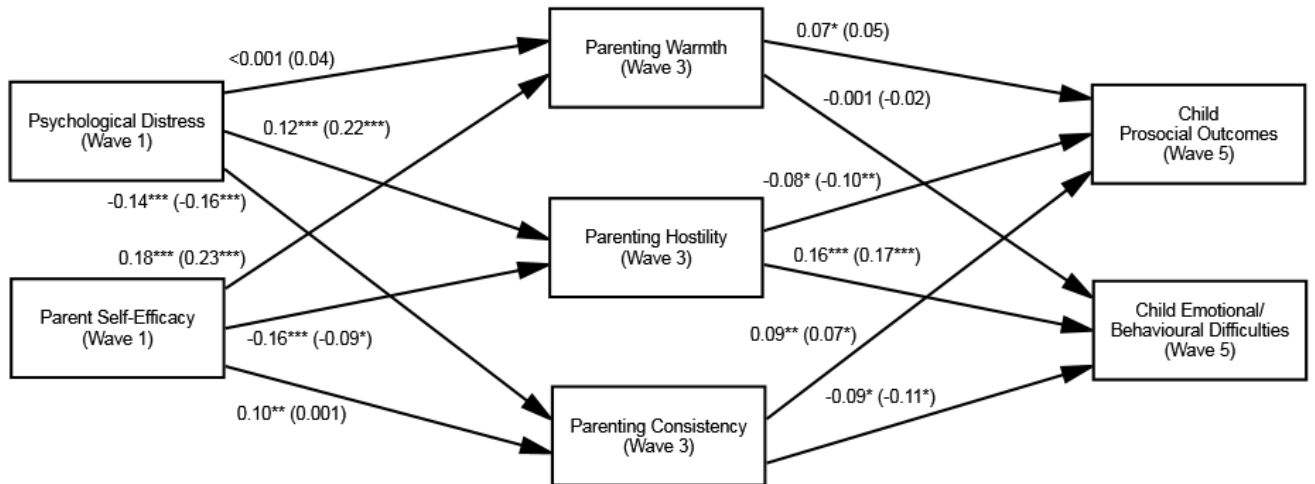 Psychological Distress
(Wave 1)
Parent Self-Efficacy
(Wave 1)
<0.001 (0.04)
0.12*** (0.22***)
-0.14*** (-0.16***)
0.18*** (0.23***)
-0.16*** (-0.09*)
0.10** (0.001)
Parenting Warmth
(Wave 3)
Parenting Hostility
(Wave 3)
Parenting Consistency
(Wave 3)
0.07* (0.05)
-0.001 (-0.02)
-0.08* (-0.10**)
0.16*** (0.17***)
0.09** (0.07*)
-0.09* (-0.11*)
Child
Prosocial Outcomes
(Wave 5)
Child Emotional/
Behavioural Difficulties
(Wave 5)